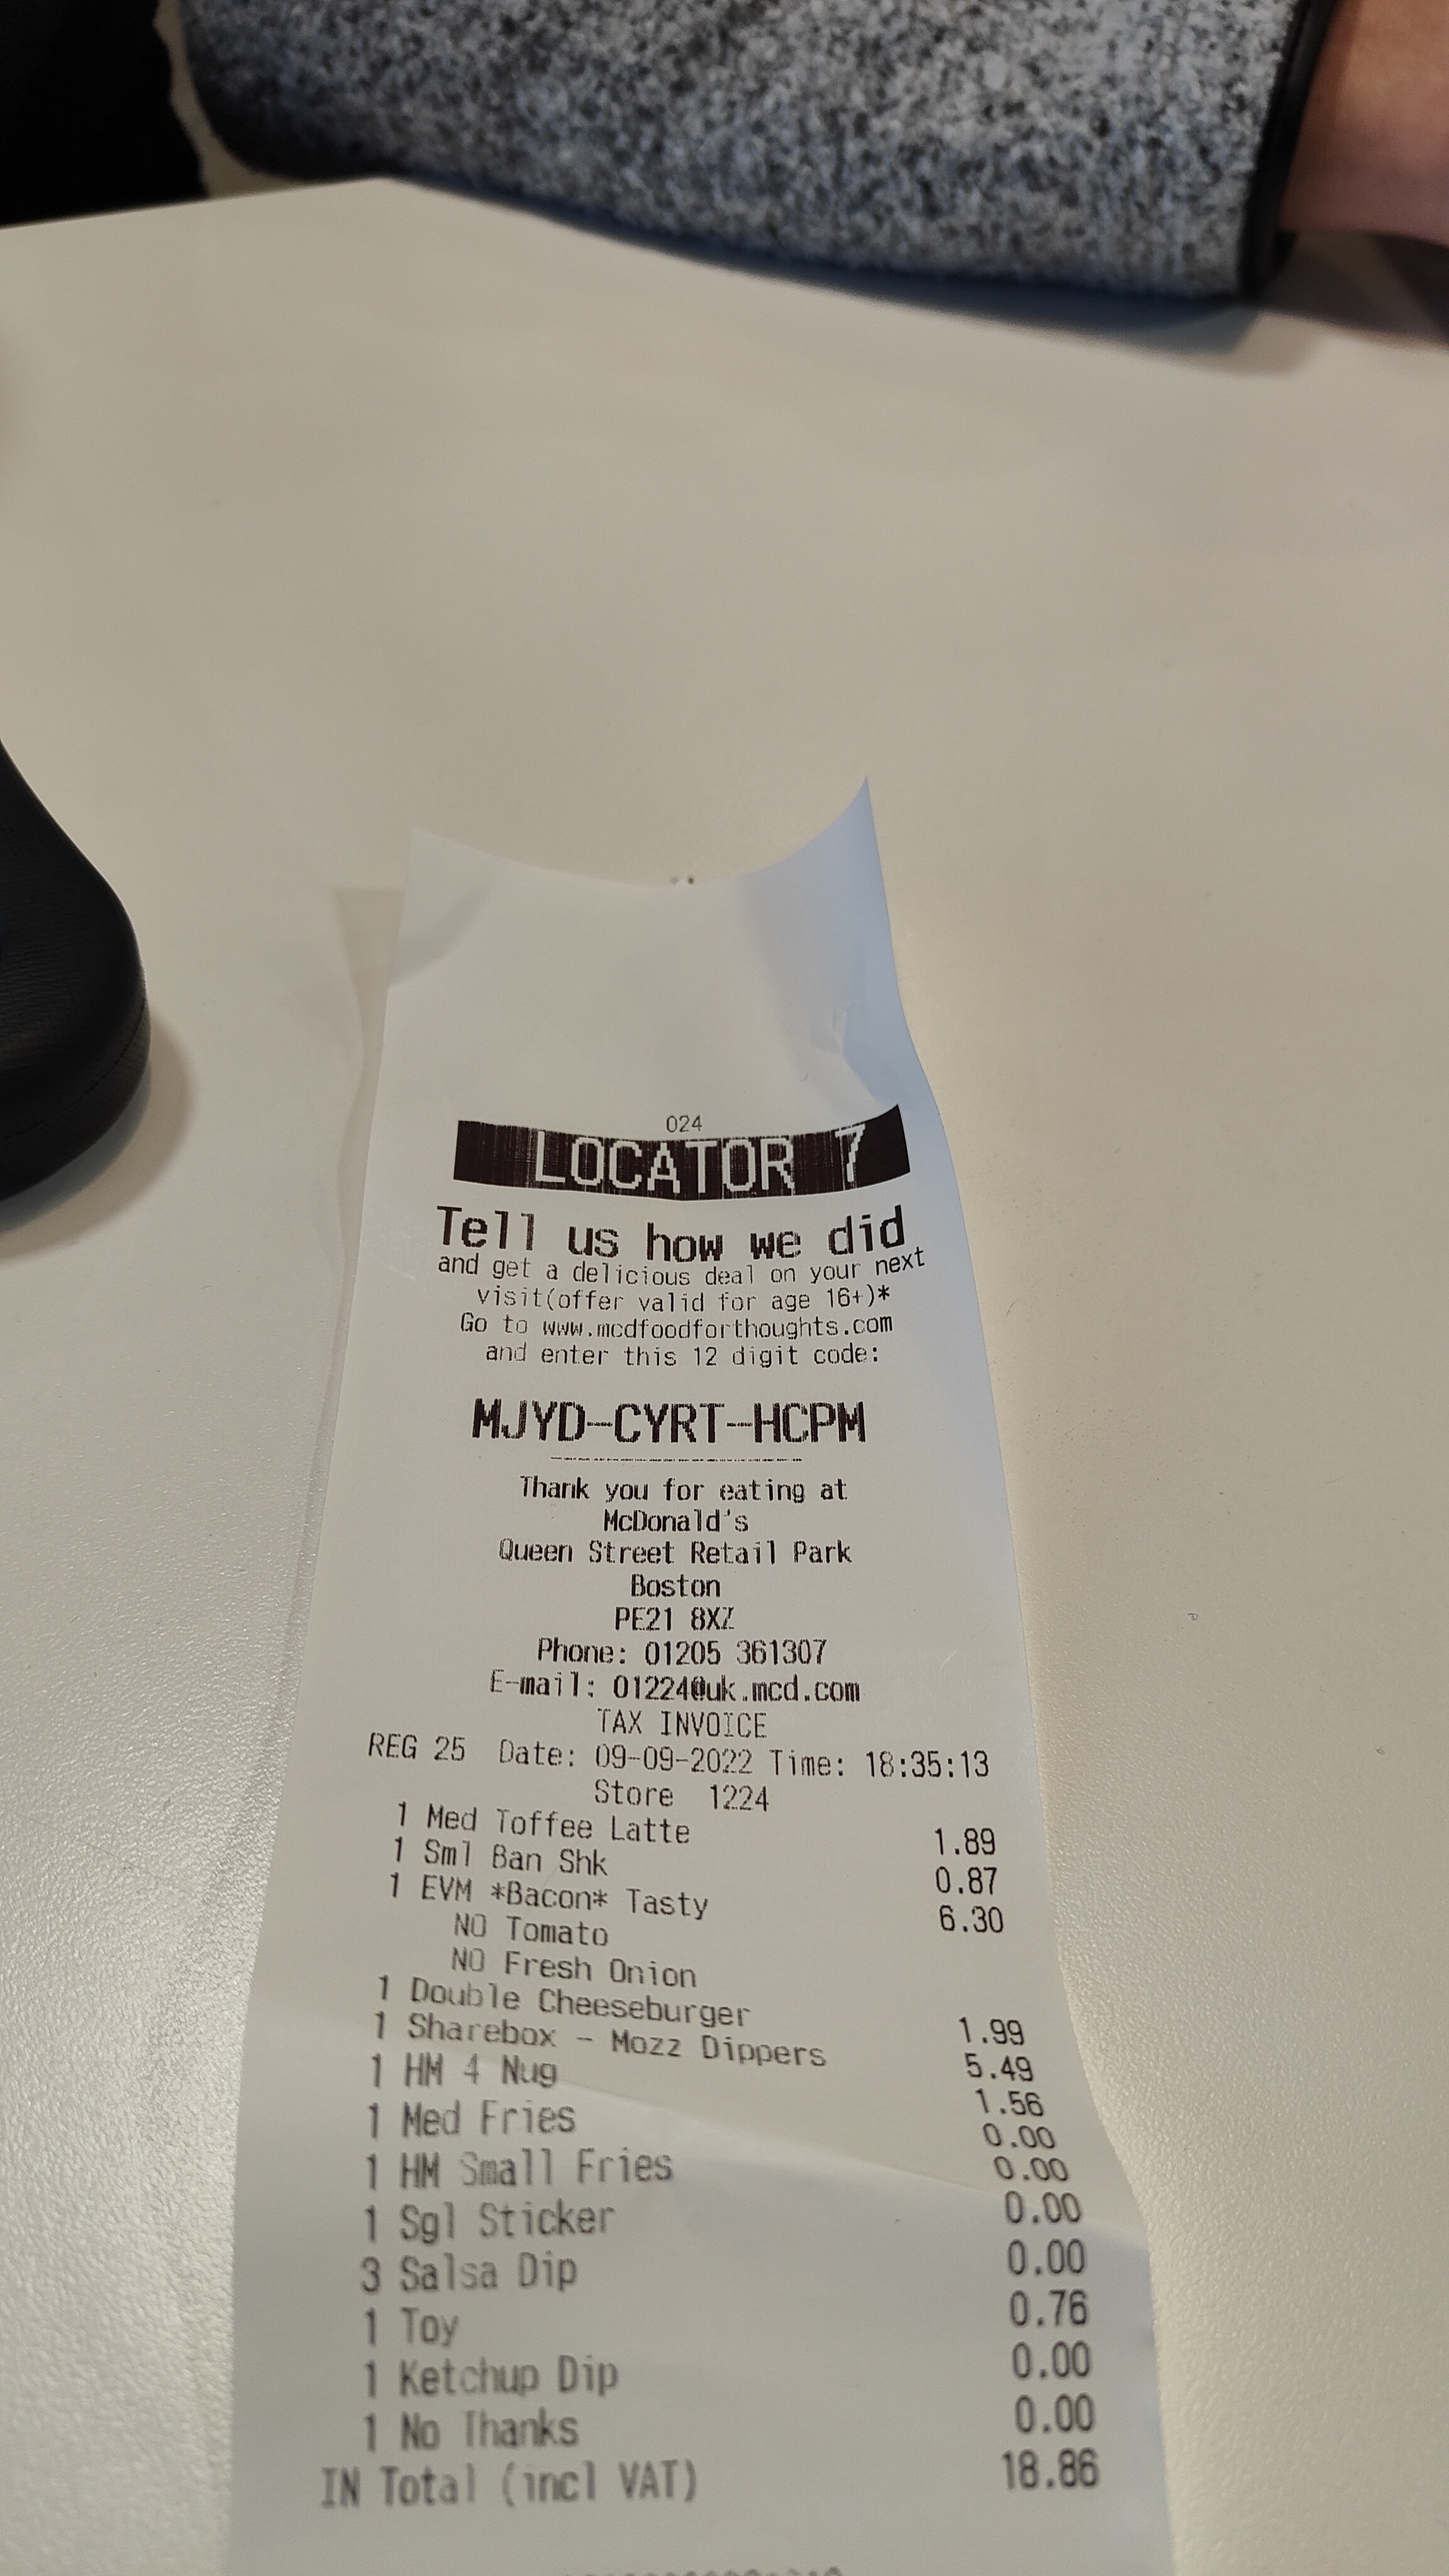 024
LOCATOR 7
Tell us how we did
and get a delicious deal on your next
visit(offer valid for age 16+)*
Go to www.mcdfoodforthoughts.com
and enter this 12 digit code:
MJYD-CYRT-HCPM
Thank you for eating at
McDonald's
Queen Street Retail Park
Boston
PE21 8XZ
Phone: 01205 361307
E-mail: 01224@uk.mcd.com
TAX INVOICE
REG 25 Date: 09-09-2022 Time: 18:35:13
Store 1224
1 Med Toffee Latte 1.89
1 Sml Ban Shk 0.87
1 EVM *Bacon* Tasty 6.30
NO Tomato
NO Fresh Onion
1 Double Cheeseburger 1.99
1 Sharebox - Mozz Dippers 5.49
1 HM 4 Nug 1.56
1 Med Fries 0.00
1 HM Small Fries 0.00
1 Sgl Sticker 0.00
3 Salsa Dip 0.00
1 Toy 0.76
1 Ketchup Dip 0.00
1 No Thanks 0.00
IN Total (incl VAT) 18.86